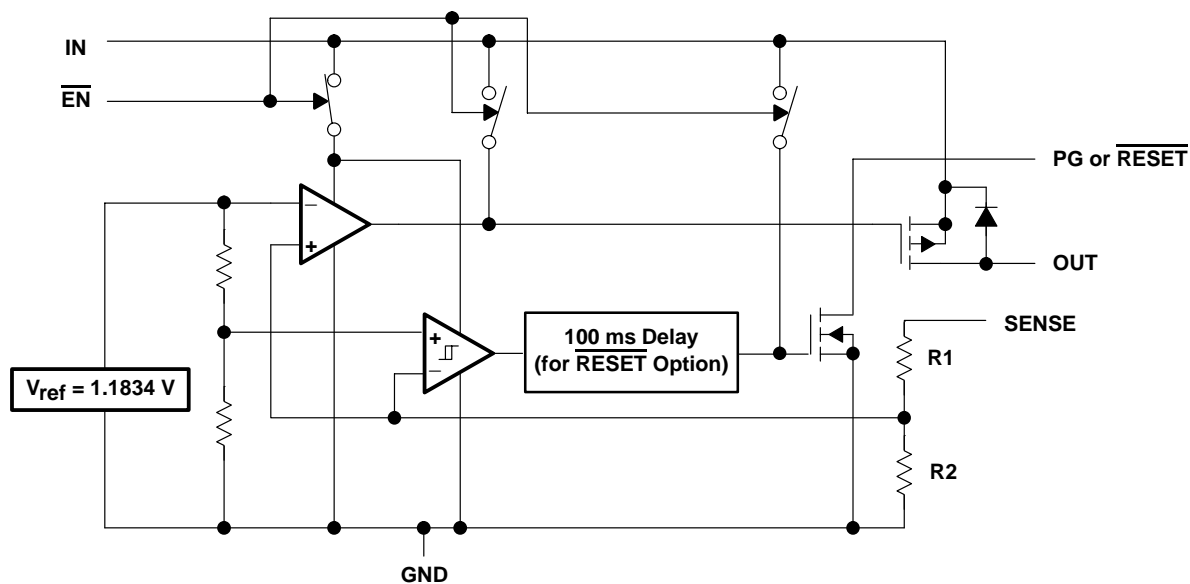 IN
EN
PG or RESET
−
+
OUT
+
−
100 ms Delay
(for RESET Option)
SENSE
R1
Vref = 1.1834 V
R2
GND